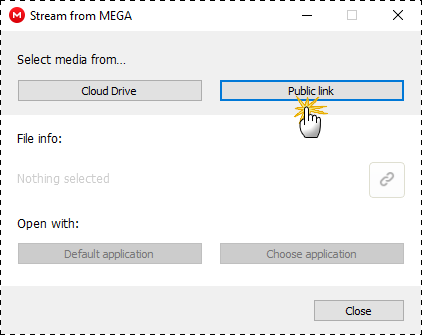 Stream from MEGA
Select media from...
Cloud Drive Public link
File info:
Nothing selected
Open with:
Default application Choose application
Close